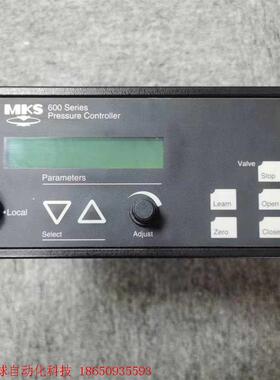 MKS 600 Series
Pressure Controller
Valve
Stop
Parameters
Learn Open
Local
Select Adjust
Zero Close
球自动化科技 18650935593